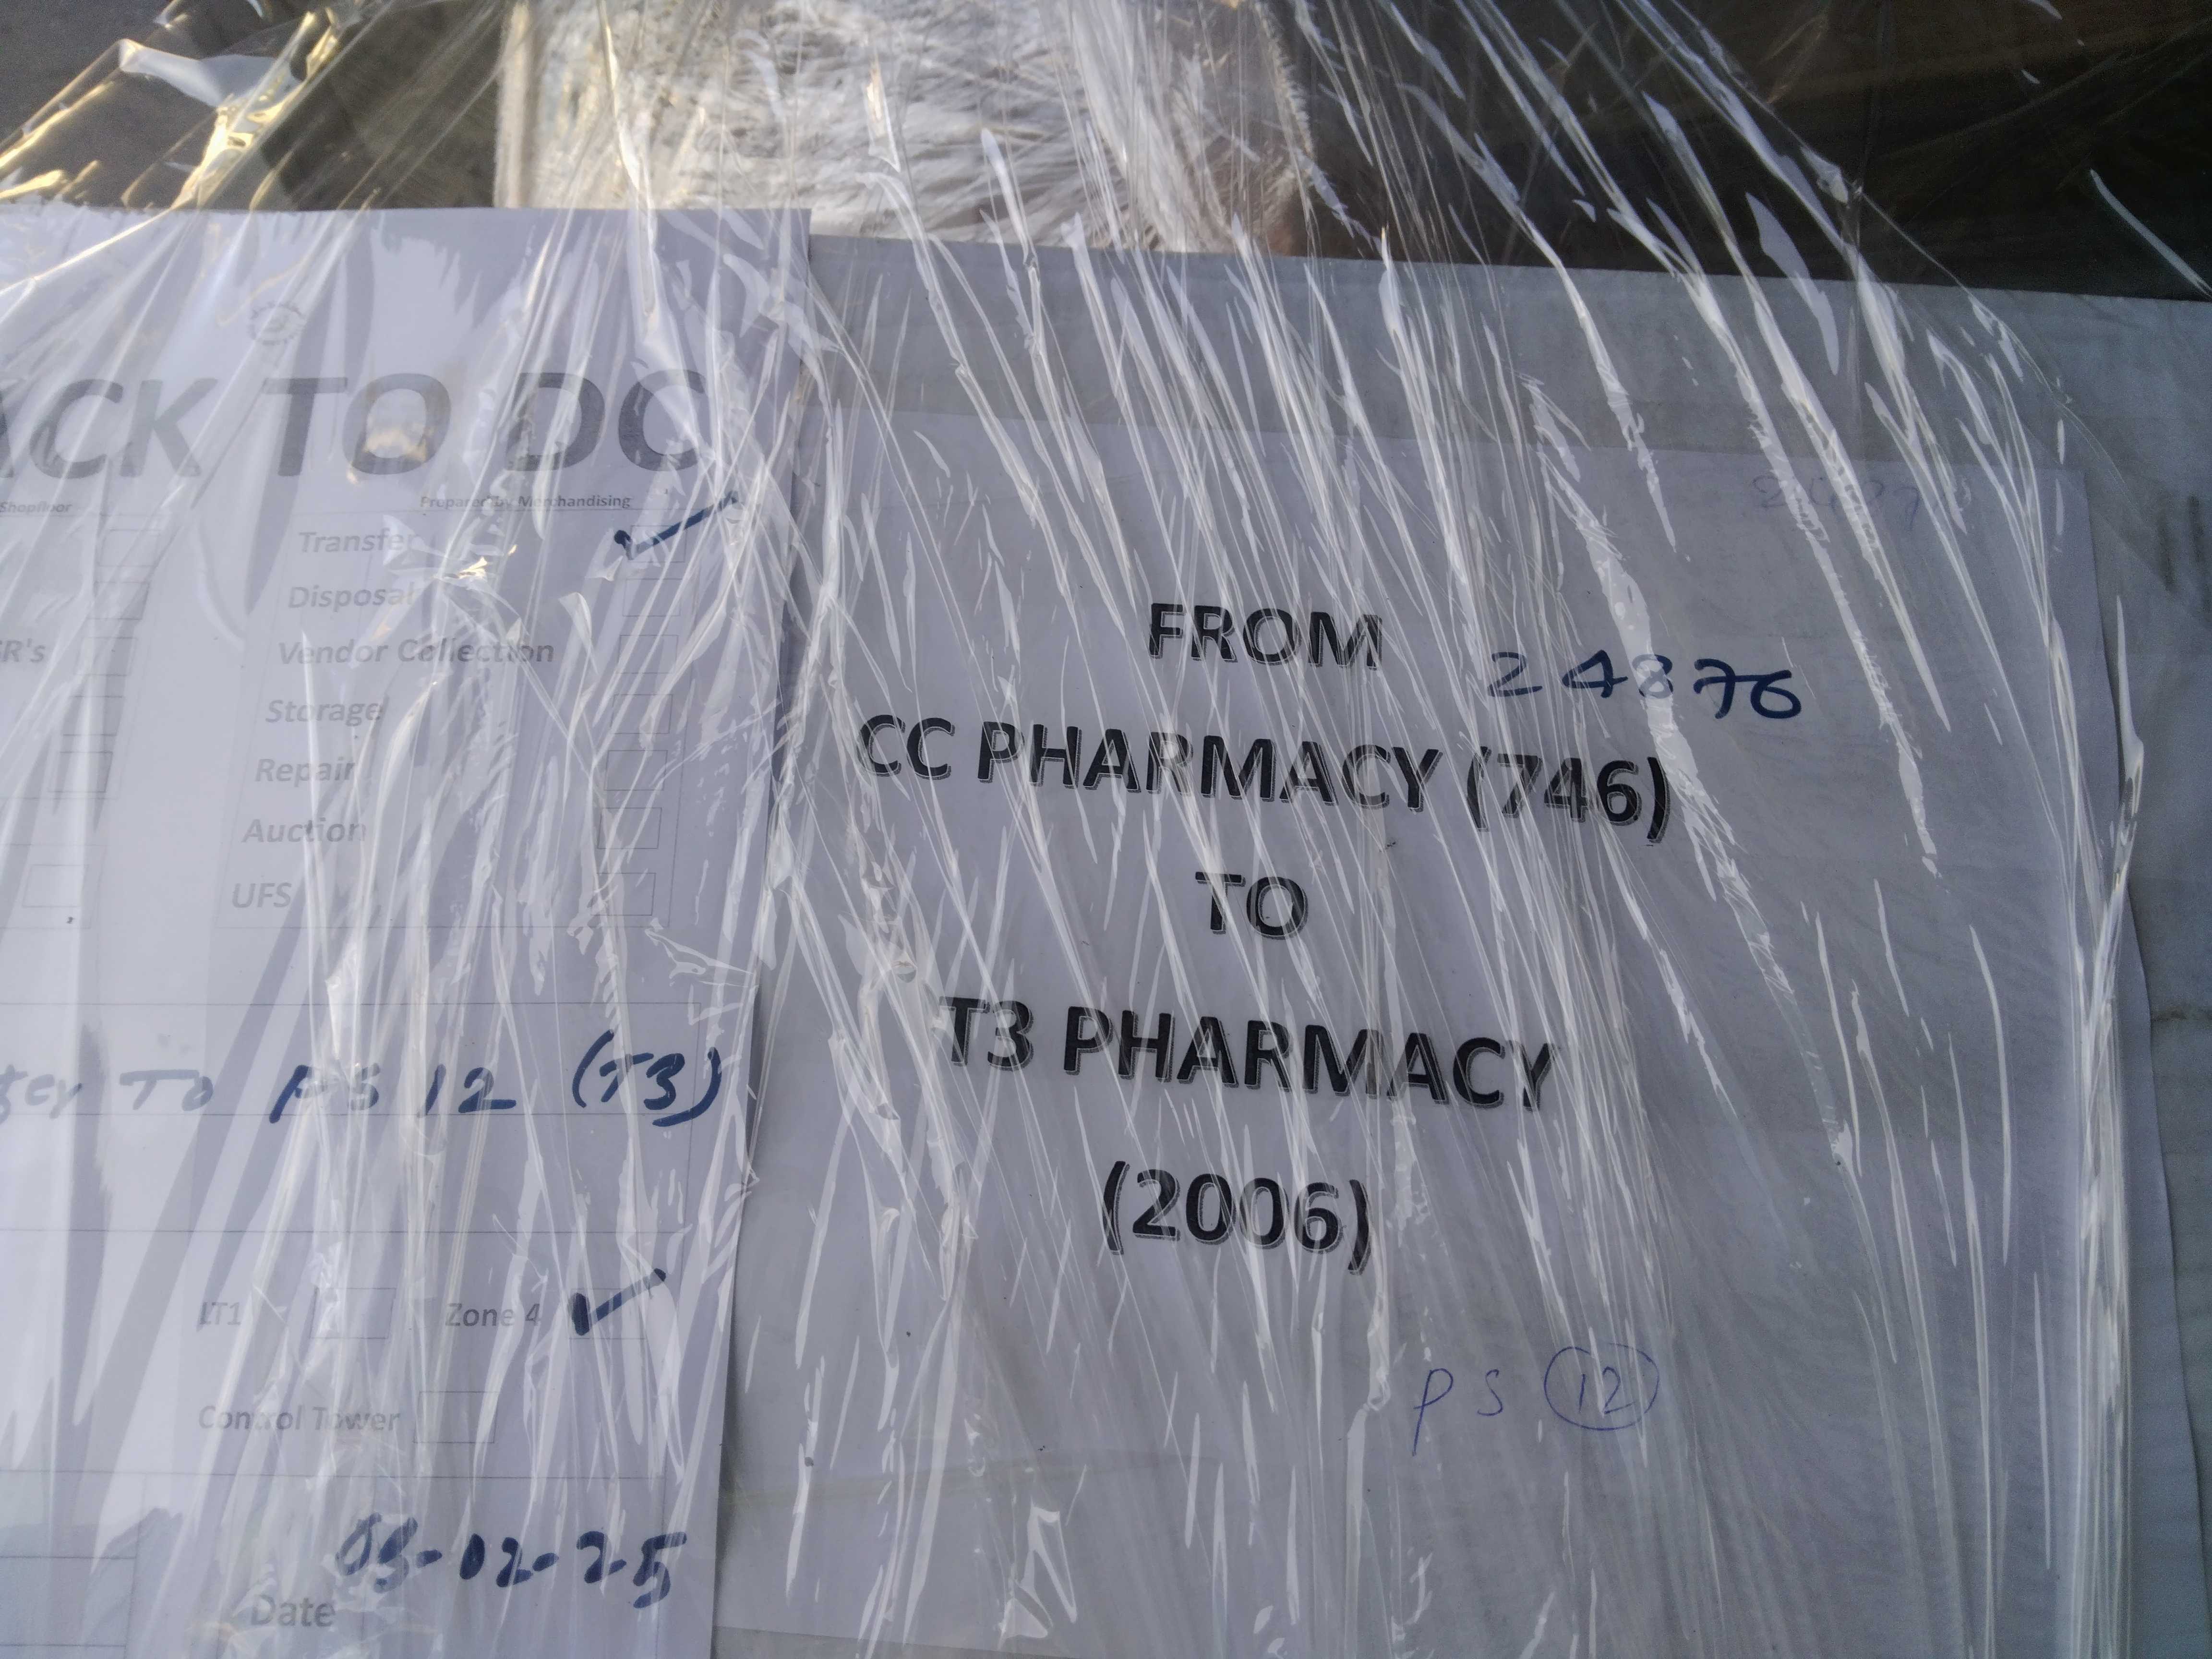 ACK TO DC
Shopfloor
Prepared by Merchandising
Transfer
Disposal
R's
Vendor Collection
Storage
Repair
Auction
UFS
To PS 12 (T3)
LT1
Zone 4
Control Tower
03-02-25
Date
FROM
24876
CC PHARMACY (746)
TO
T3 PHARMACY
(2006)
PS 12